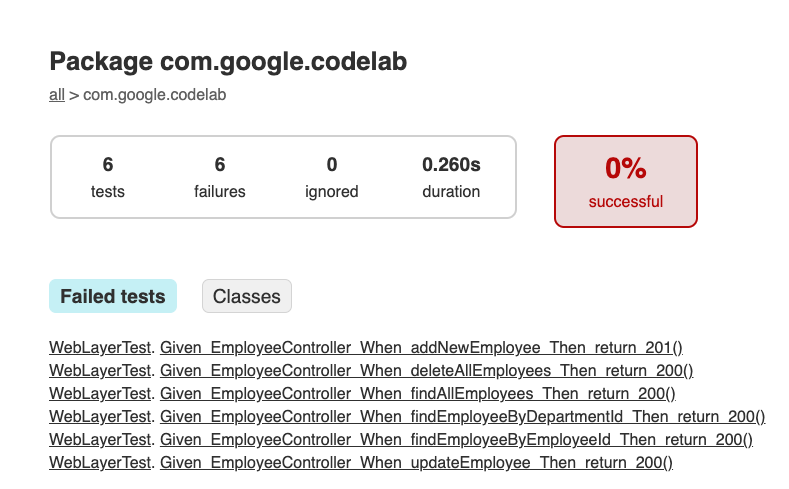 Package com.google.codelab
all > com.google.codelab
6 6 0 0.260s 0%
tests failures ignored duration successful
Failed tests Classes
WebLayerTest. Given_EmployeeController_When_addNewEmployee_Then_return_201()
WebLayerTest. Given_EmployeeController_When_deleteAllEmployees_Then_return_200()
WebLayerTest. Given_EmployeeController_When_findAllEmployees_Then_return_200()
WebLayerTest. Given_EmployeeController_When_findEmployeeByDepartmentId_Then_return_200()
WebLayerTest. Given_EmployeeController_When_findEmployeeByEmployeeId_Then_return_200()
WebLayerTest. Given_EmployeeController_When_updateEmployee_Then_return_200()